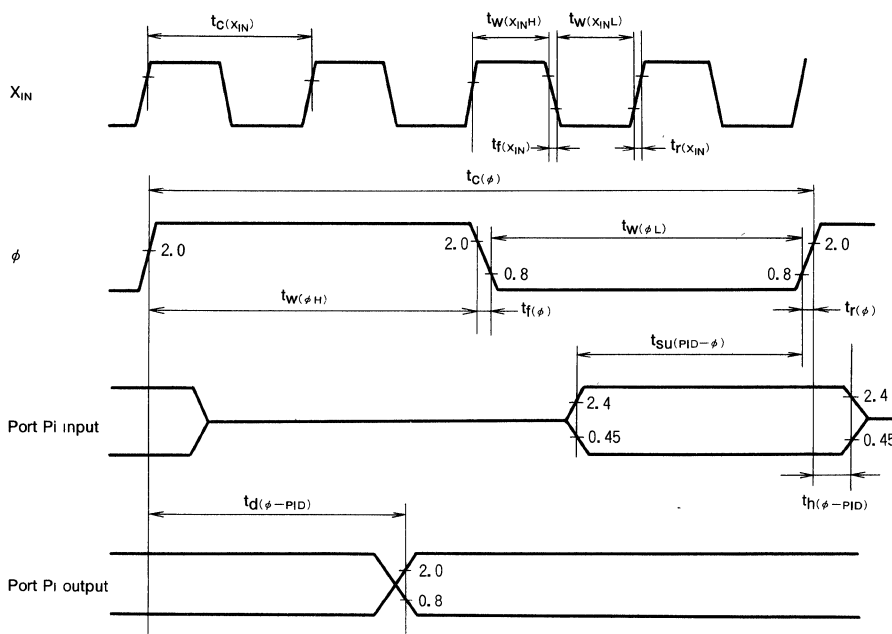 tC(XIN) tW(XINH) tW(XINL)
XIN
tf(XIN) tr(XIN)
tC(φ)
φ
2.0 2.0 tW(φL) 2.0
0.8 0.8
tW(φH) tf(φ) tr(φ)
tSU(PID−φ)
2.4 2.4
Port Pi input
0.45 0.45
td(φ−PID) th(φ−PID)
Port Pi output
2.0
0.8